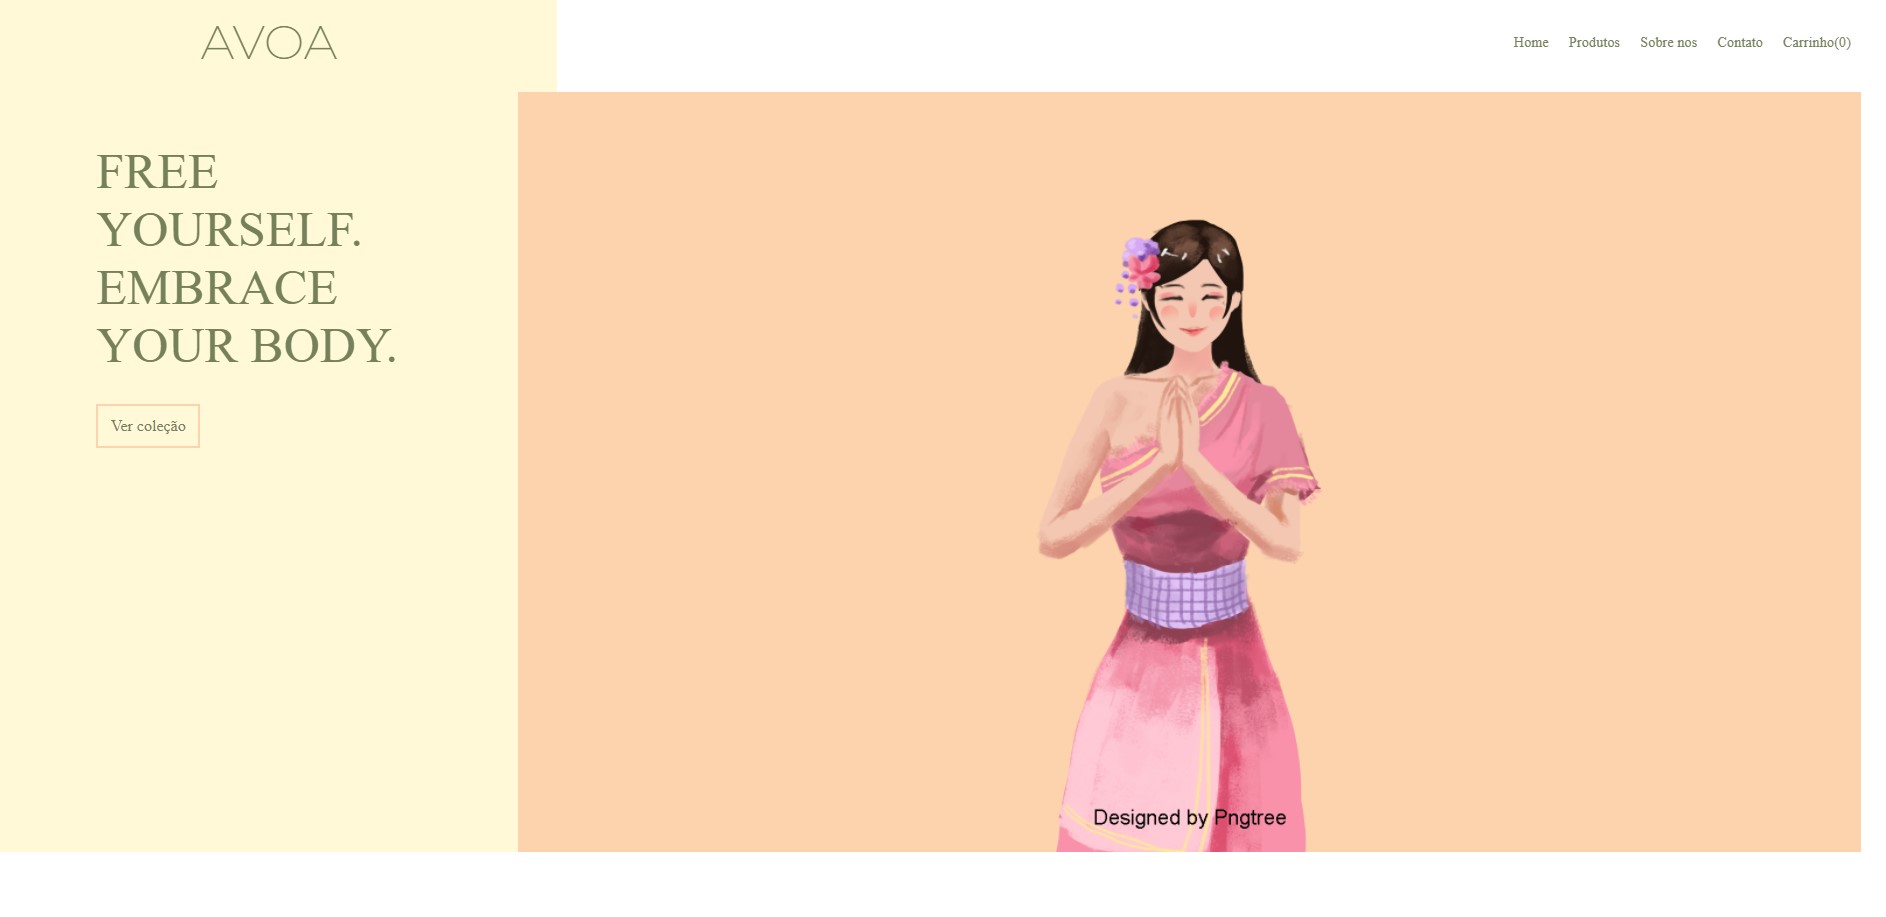 AVOA
Home Produtos Sobre nos Contato Carrinho(0)
FREE
YOURSELF.
EMBRACE
YOUR BODY.
Ver coleção
Designed by Pngtree